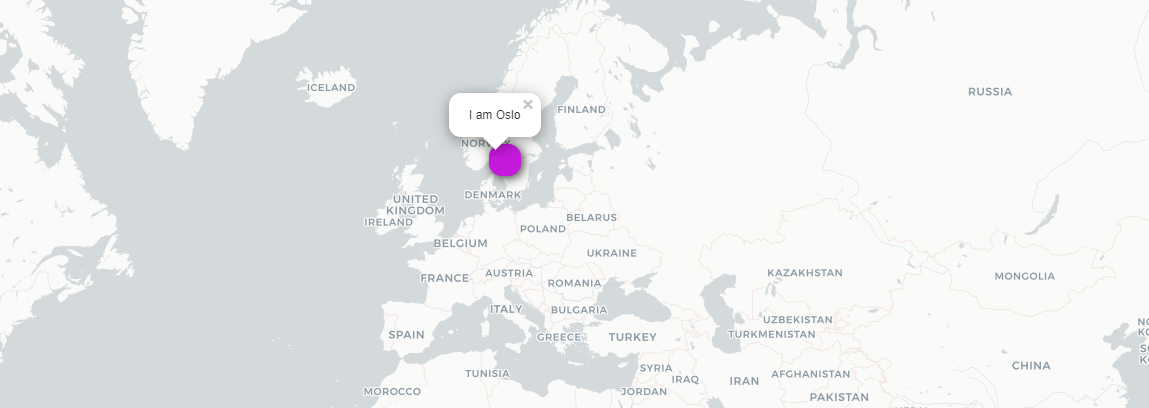 ICELAND
RUSSIA
×
I am Oslo
FINLAND
DENMARK
UNITED
KINGDOM
IRELAND
BELARUS
POLAND
BELGIUM
UKRAINE
AUSTRIA
KAZAKHSTAN
FRANCE
MONGOLIA
ROMANIA
ITALY
BULGARIA
UZBEKISTAN
SPAIN
GREECE
TURKEY
TURKMENISTAN
SYRIA
CHINA
TUNISIA
IRAQ
IRAN
AFGHANISTAN
MOROCCO
JORDAN
PAKISTAN